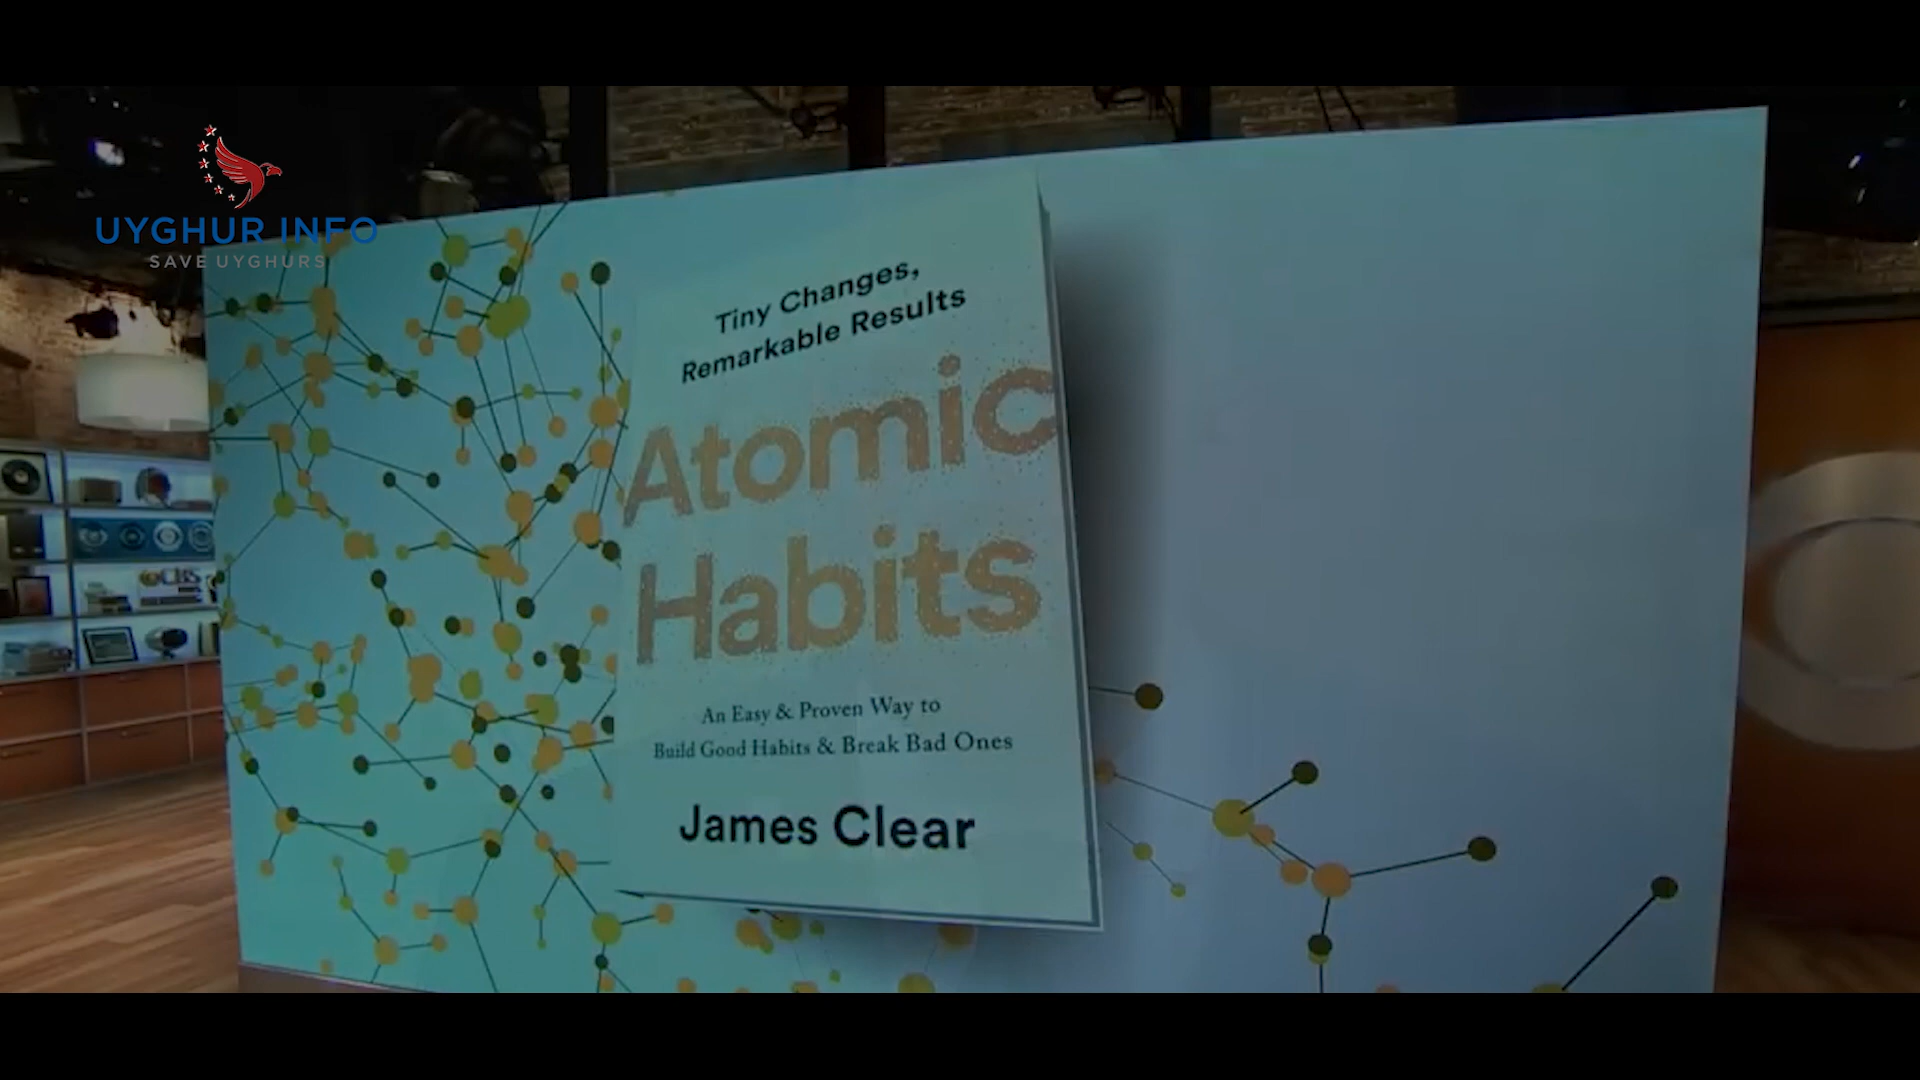 UYGHUR INFO
SAVE UYGHURS
Tiny Changes,
Remarkable Results
Atomic
Habits
An Easy & Proven Way to
Build Good Habits & Break Bad Ones
James Clear
CBS